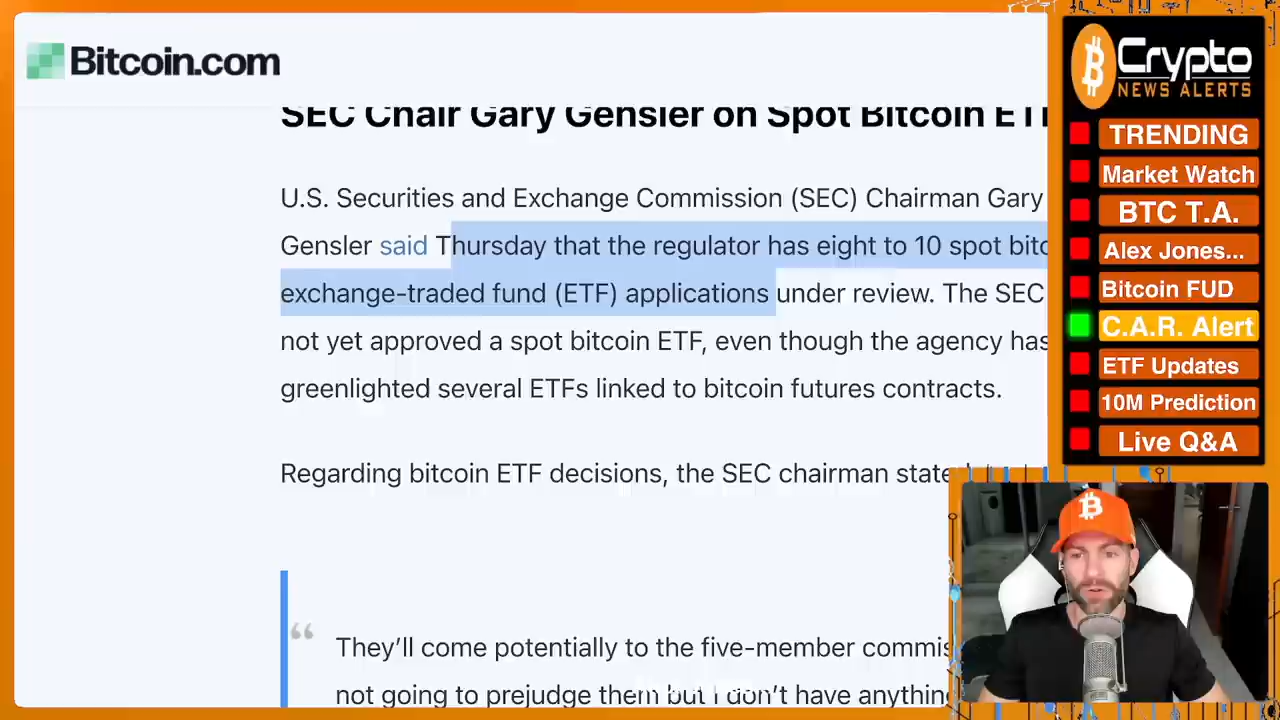 Bitcoin.com
SEC Chair Gary Gensler on Spot Bitcoin
U.S. Securities and Exchange Commission (SEC) Chairman Gary
Gensler said Thursday that the regulator has eight to 10 spot
exchange-traded fund (ETF) applications under review. The SEC
not yet approved a spot bitcoin ETF, even though the agency has
greenlighted several ETFs linked to bitcoin futures contracts.
Regarding bitcoin ETF decisions, the SEC chairman
“
They’ll come potentially to the five-member
not going to prejudge them but I don’t have
Crypto
NEWS ALERTS
TRENDING
Market Watch
BTC T.A.
Alex Jones...
Bitcoin FUD
C.A.R. Alert
ETF Updates
10M Prediction
Live Q&A